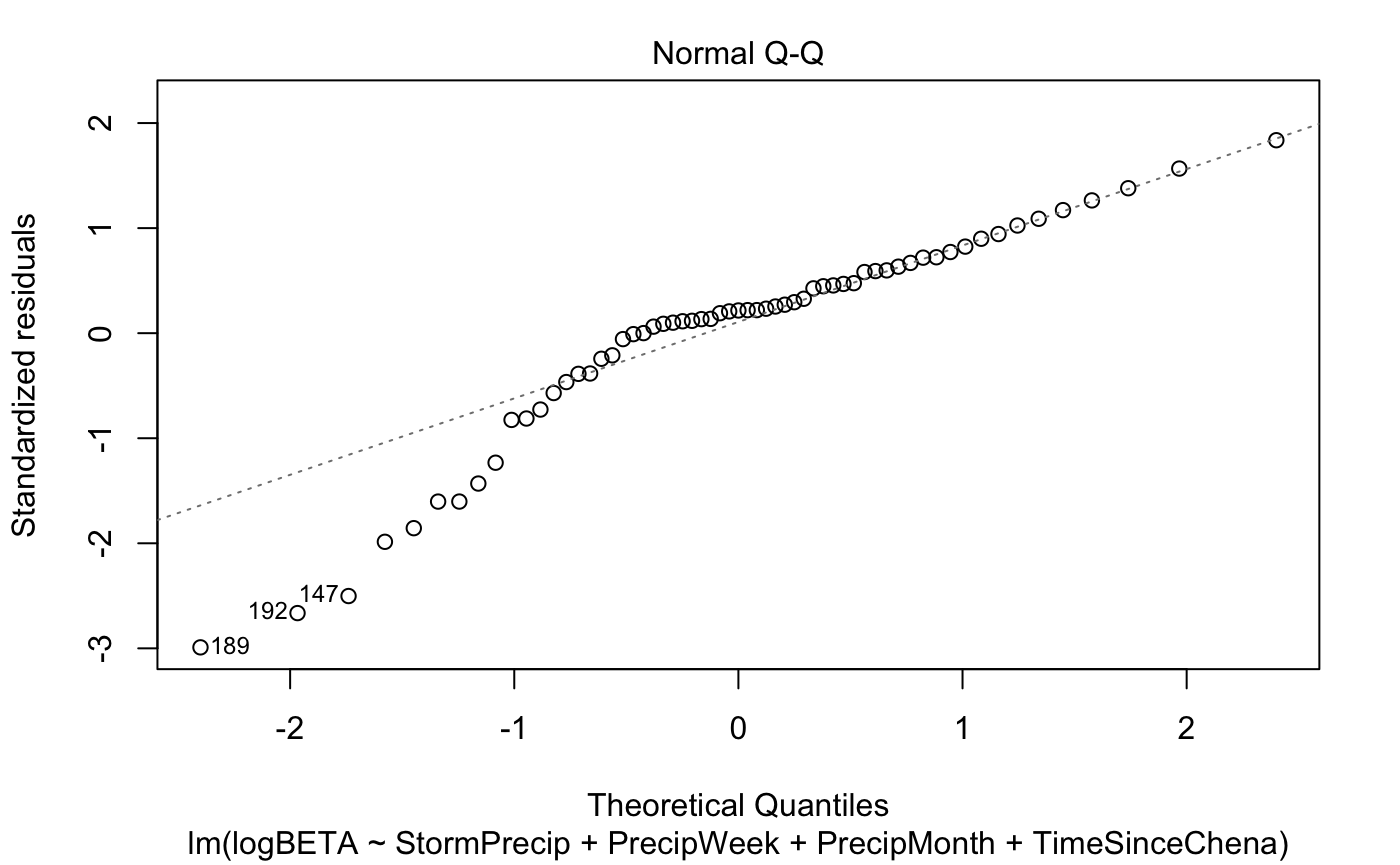 Normal Q-Q
Standardized residuals
2
1
0
-1
-2
-3
147
192
189
-2 -1 0 1 2
Theoretical Quantiles
lm(logBETA ~ StormPrecip + PrecipWeek + PrecipMonth + TimeSinceChena)